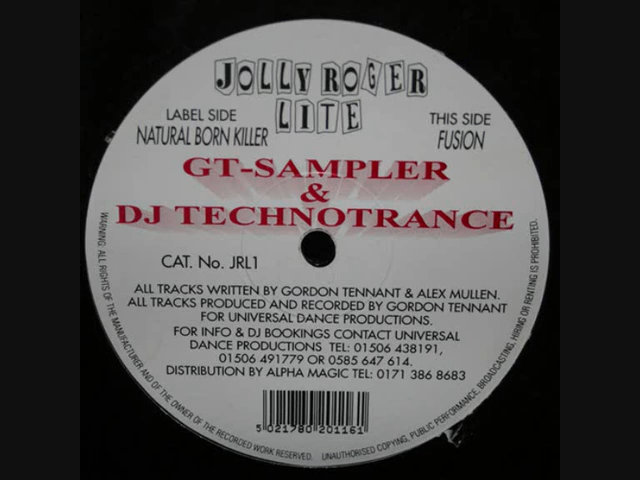 JOLLY ROGER
LITE
LABEL SIDE
NATURAL BORN KILLER
THIS SIDE
FUSION
GT-SAMPLER
&
DJ TECHNOTRANCE
CAT. No. JRL1
ALL TRACKS WRITTEN BY GORDON TENNANT & ALEX MULLEN.
ALL TRACKS PRODUCED AND RECORDED BY GORDON TENNANT
FOR UNIVERSAL DANCE PRODUCTIONS.
FOR INFO & DJ BOOKINGS CONTACT UNIVERSAL
DANCE PRODUCTIONS TEL: 01506 438191,
01506 491779 OR 0585 647 614.
DISTRIBUTION BY ALPHA MAGIC TEL: 0171 386 8683
5 021780 201161
WARNING: ALL RIGHTS OF THE MANUFACTURER AND OF THE OWNER OF THE RECORDED WORK RESERVED. UNAUTHORISED COPYING, PUBLIC PERFORMANCE, BROADCASTING, HIRING OR RENTING IS PROHIBITED.